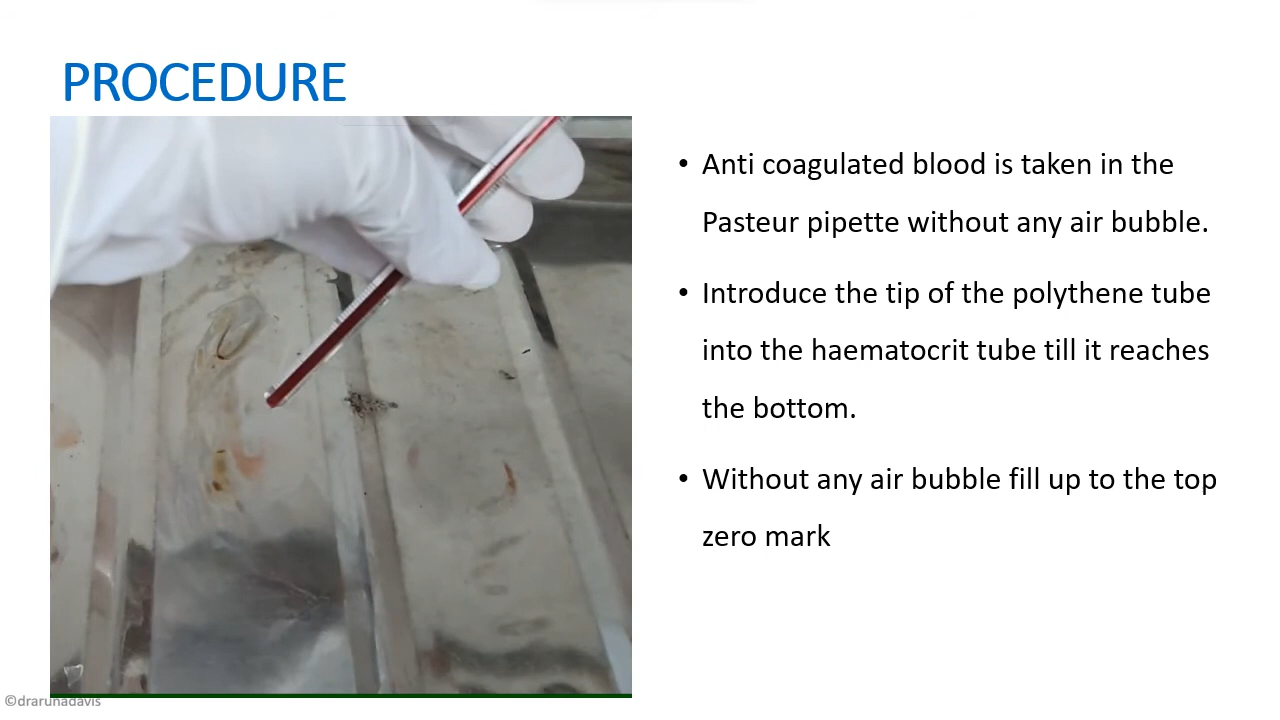 PROCEDURE
• Anti coagulated blood is taken in the
Pasteur pipette without any air bubble.
• Introduce the tip of the polythene tube
into the haematocrit tube till it reaches
the bottom.
• Without any air bubble fill up to the top
zero mark
©drarunadavis